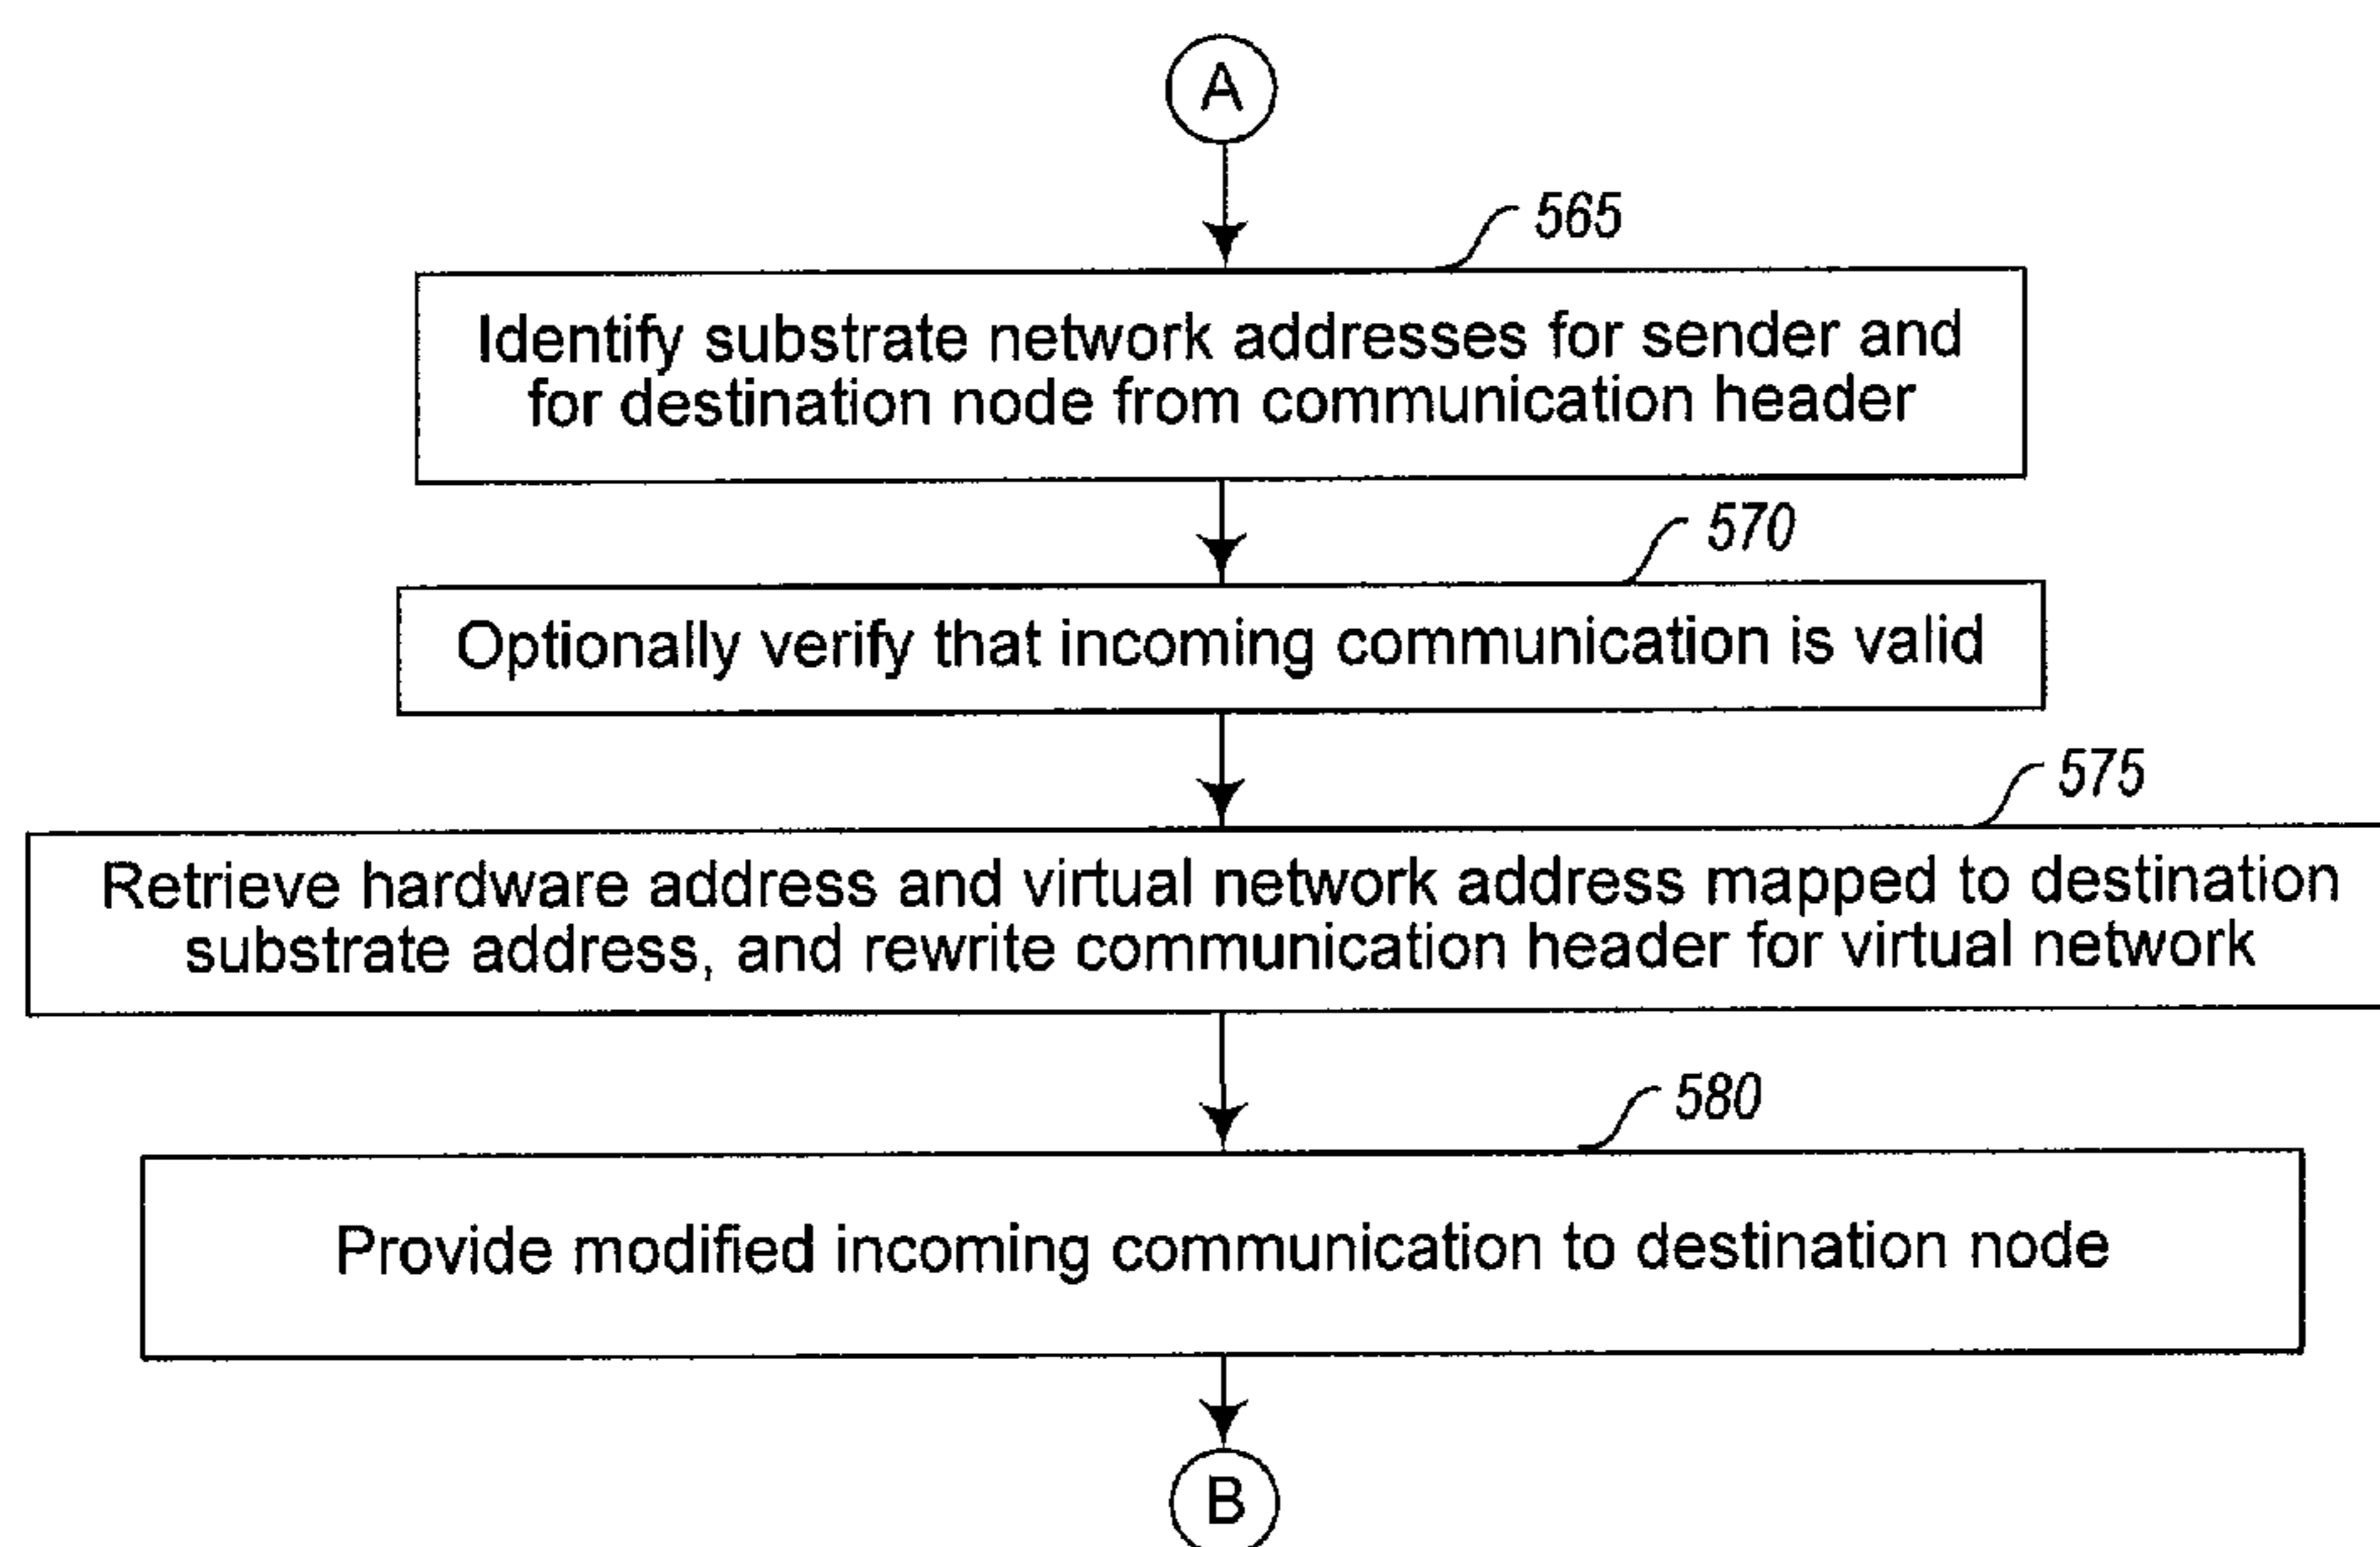 A
565
Identify substrate network addresses for sender and
for destination node from communication header
570
Optionally verify that incoming communication is valid
575
Retrieve hardware address and virtual network address mapped to destination
substrate address, and rewrite communication header for virtual network
580
Provide modified incoming communication to destination node
B